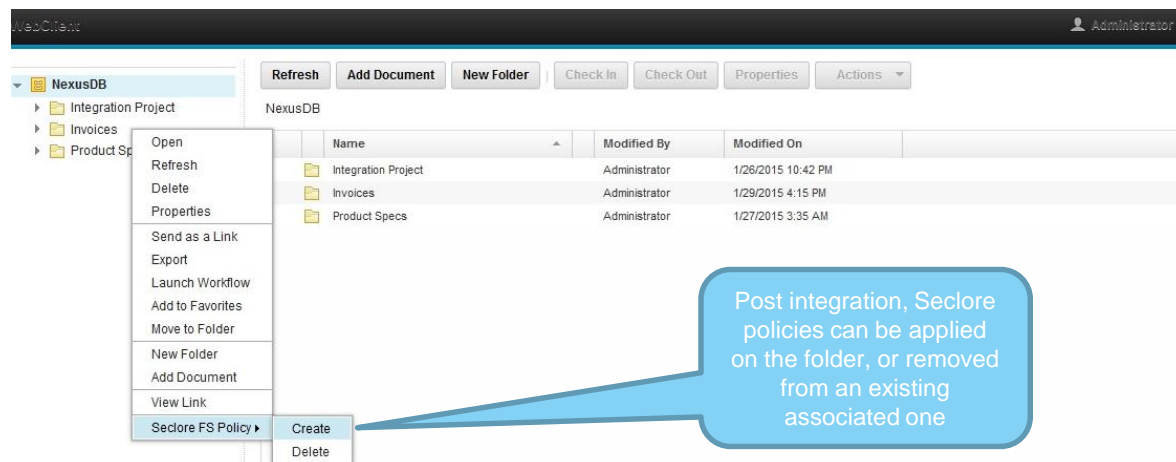 WebClient
Administrator
NexusDB
Integration Project
Invoices
Product Sp
Refresh
Add Document
New Folder
Check In
Check Out
Properties
Actions
NexusDB
Name
Modified By
Modified On
Integration Project
Administrator
1/26/2015 10:42 PM
Invoices
Administrator
1/29/2015 4:15 PM
Product Specs
Administrator
1/27/2015 3:35 AM
Open
Refresh
Delete
Properties
Send as a Link
Export
Launch Workflow
Add to Favorites
Move to Folder
New Folder
Add Document
View Link
Seclore FS Policy
Create
Delete
Post integration, Seclore
policies can be applied
on the folder, or removed
from an existing
associated one